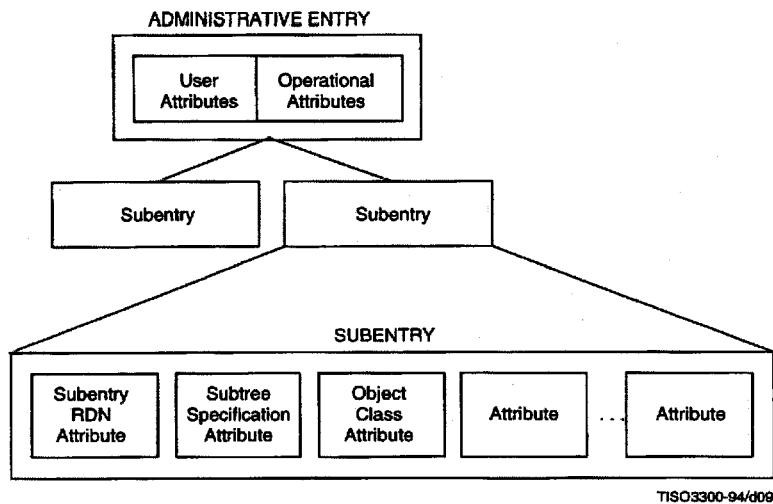 ADMINISTRATIVE ENTRY
User
Attributes
Operational
Attributes
Subentry
Subentry
SUBENTRY
Subentry
RDN
Attribute
Subtree
Specification
Attribute
Object
Class
Attribute
Attribute
. . .
Attribute
TISO3300-94/d09